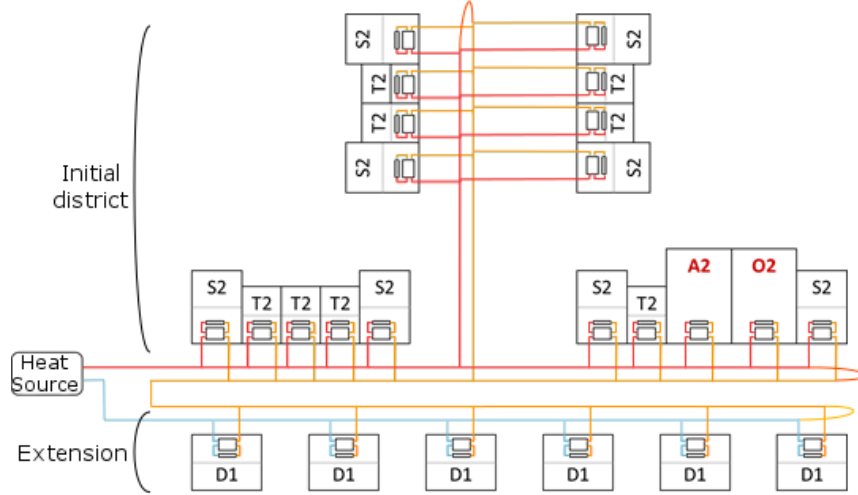 S2
S2
T2
T2
T2
T2
S2
S2
Initial
district
S2
T2
T2
T2
S2
S2
T2
A2
O2
S2
Heat
Source
Extension
D1
D1
D1
D1
D1
D1